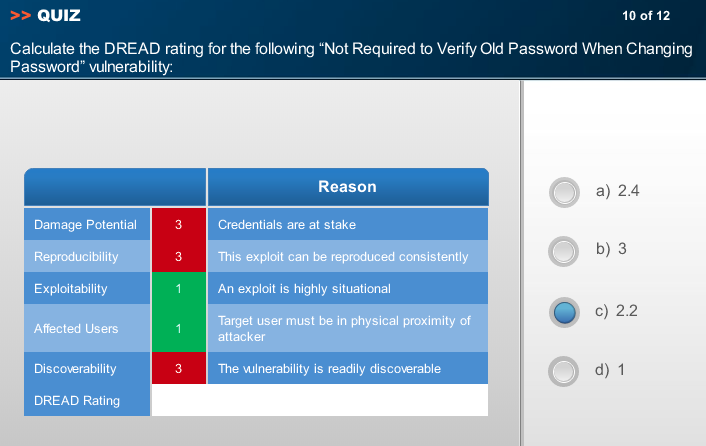 >> QUIZ
10 of 12
Calculate the DREAD rating for the following “Not Required to Verify Old Password When Changing
Password” vulnerability:
Reason
Damage Potential 3 Credentials are at stake
Reproducibility 3 This exploit can be reproduced consistently
Exploitability 1 An exploit is highly situational
Affected Users 1 Target user must be in physical proximity of
attacker
Discoverability 3 The vulnerability is readily discoverable
DREAD Rating
a) 2.4
b) 3
c) 2.2
d) 1